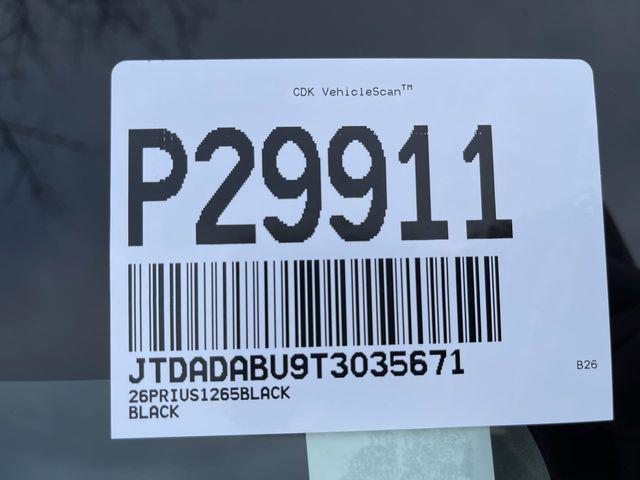 CDK VehicleScan™
P29911
JTDADABU9T3035671
B26
26PRIUS1265BLACK
BLACK